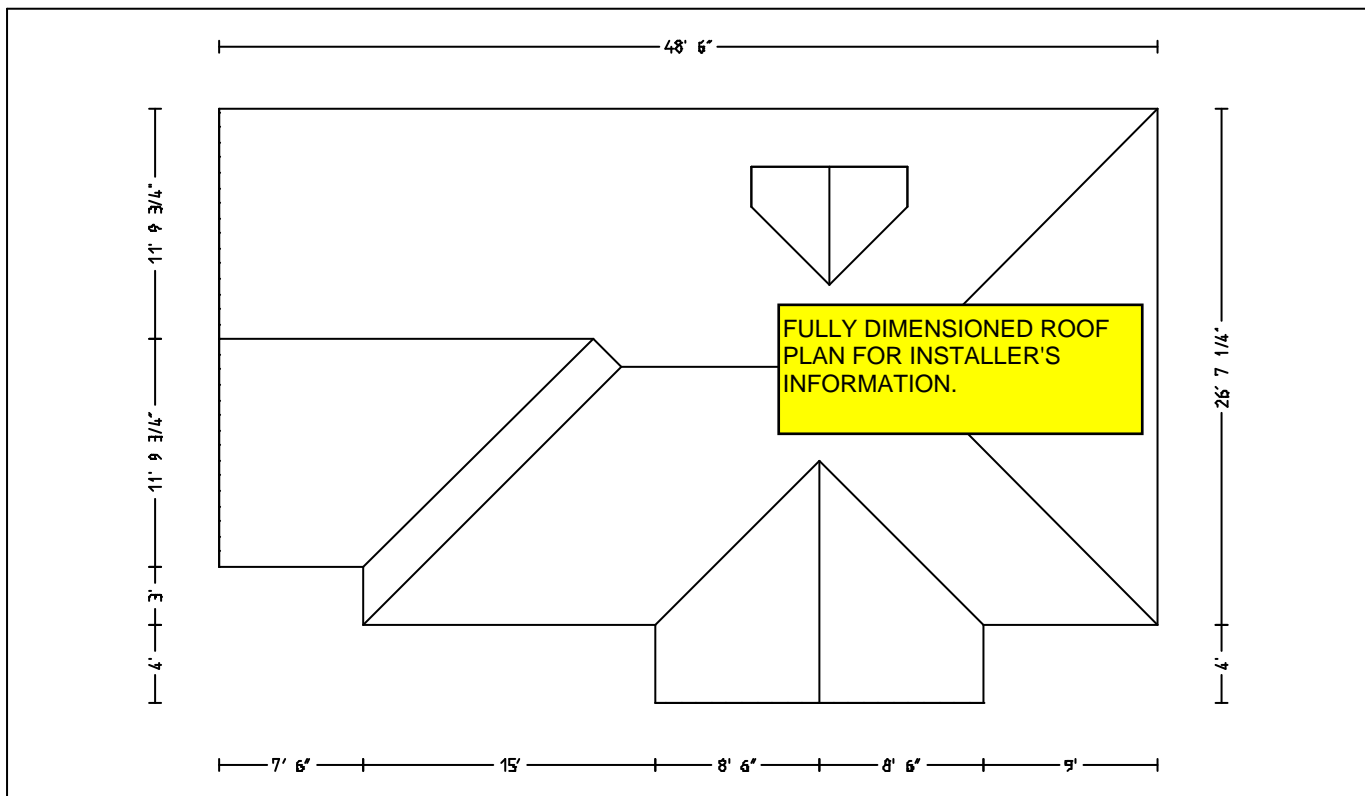 48' 6"
11' 9 3/4"
FULLY DIMENSIONED ROOF
PLAN FOR INSTALLER'S
INFORMATION.
26' 7 1/4"
11' 9 3/4"
3'
4'
4'
7' 6"
15'
8' 6"
8' 6"
9'